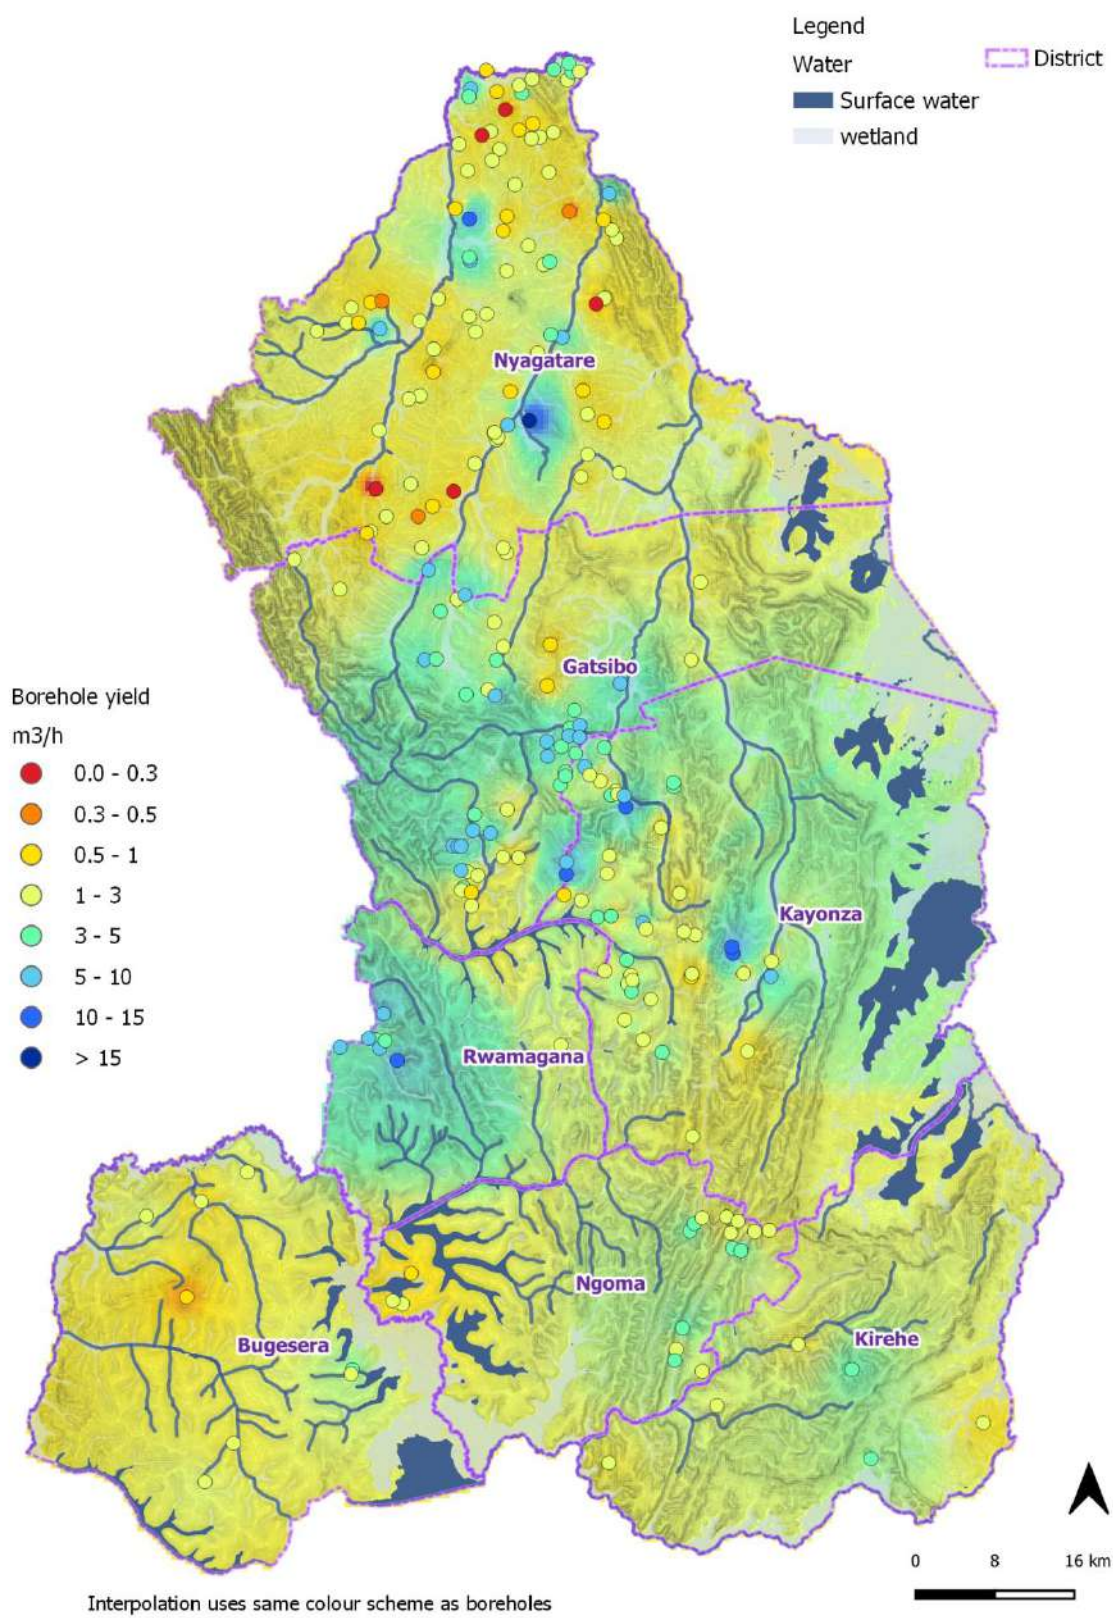 Legend
Water
District
Surface water
wetland
Nyagatare
Gatsibo
Borehole yield
m3/h
0.0 - 0.3
0.3 - 0.5
0.5 - 1
1 - 3
3 - 5
5 - 10
10 - 15
> 15
Kayonza
Rwamagana
Ngoma
Bugesera
Kirehe
0 8 16 km
Interpolation uses same colour scheme as boreholes